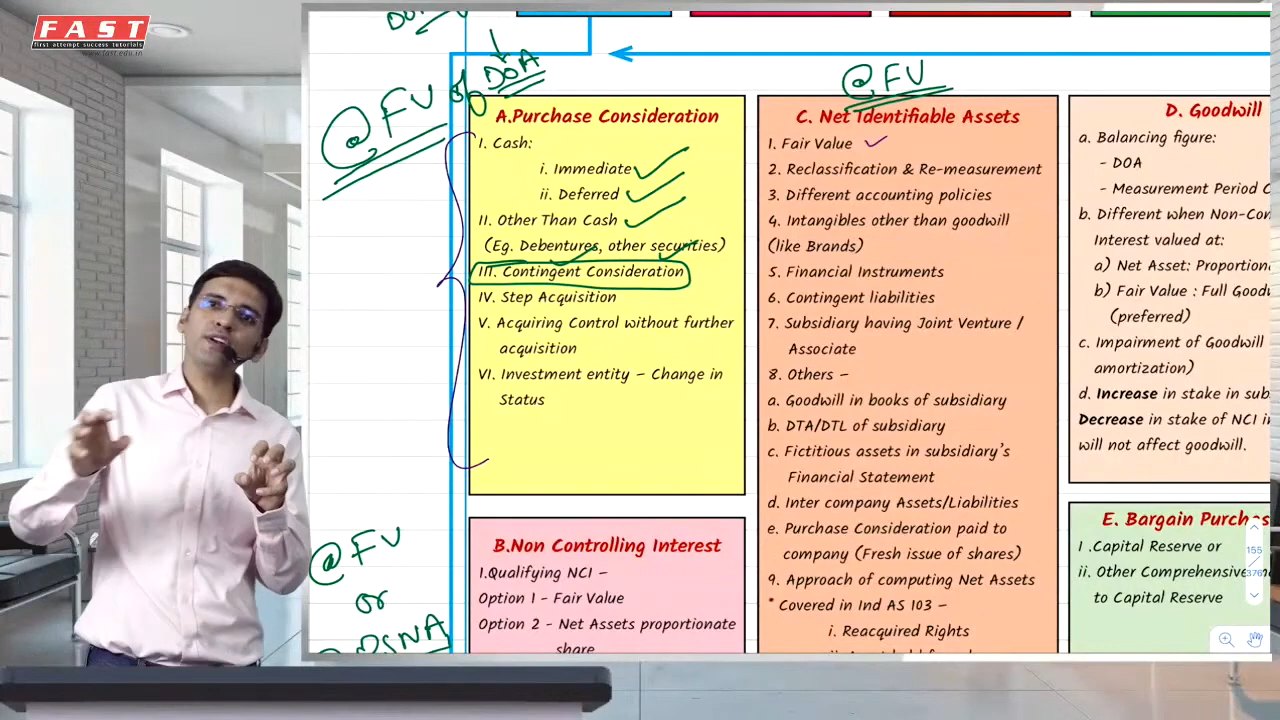 FAST
first attempt success tutorials
www.fast.edu.in
DOA
@ FV of
@ FV
@ FV
or
PSNA
A.Purchase Consideration
I. Cash:
i. Immediate
ii. Deferred
II. Other Than Cash
(Eg. Debentures, other securities)
III. Contingent Consideration
IV. Step Acquisition
V. Acquiring Control without further
acquisition
VI. Investment entity – Change in
Status
B.Non Controlling Interest
1.Qualifying NCI –
Option 1 - Fair Value
Option 2 - Net Assets proportionate
share
C. Net Identifiable Assets
1. Fair Value
2. Reclassification & Re-measurement
3. Different accounting policies
4. Intangibles other than goodwill
(like Brands)
5. Financial Instruments
6. Contingent liabilities
7. Subsidiary having Joint Venture /
Associate
8. Others –
a. Goodwill in books of subsidiary
b. DTA/DTL of subsidiary
c. Fictitious assets in subsidiary's
Financial Statement
d. Inter company Assets/Liabilities
e. Purchase Consideration paid to
company (Fresh issue of shares)
9. Approach of computing Net Assets
* Covered in Ind AS 103 –
i. Reacquired Rights
D. Goodwill
a. Balancing figure:
- DOA
- Measurement Period
b. Different when Non-Con
Interest valued at:
a) Net Asset: Proportion
b) Fair Value : Full Good
(preferred)
c. Impairment of Goodwill
amortization)
d. Increase in stake in sub
Decrease in stake of NCI in
will not affect goodwill.
E. Bargain Purchas
I .Capital Reserve or
ii. Other Comprehensive
to Capital Reserve
155
376